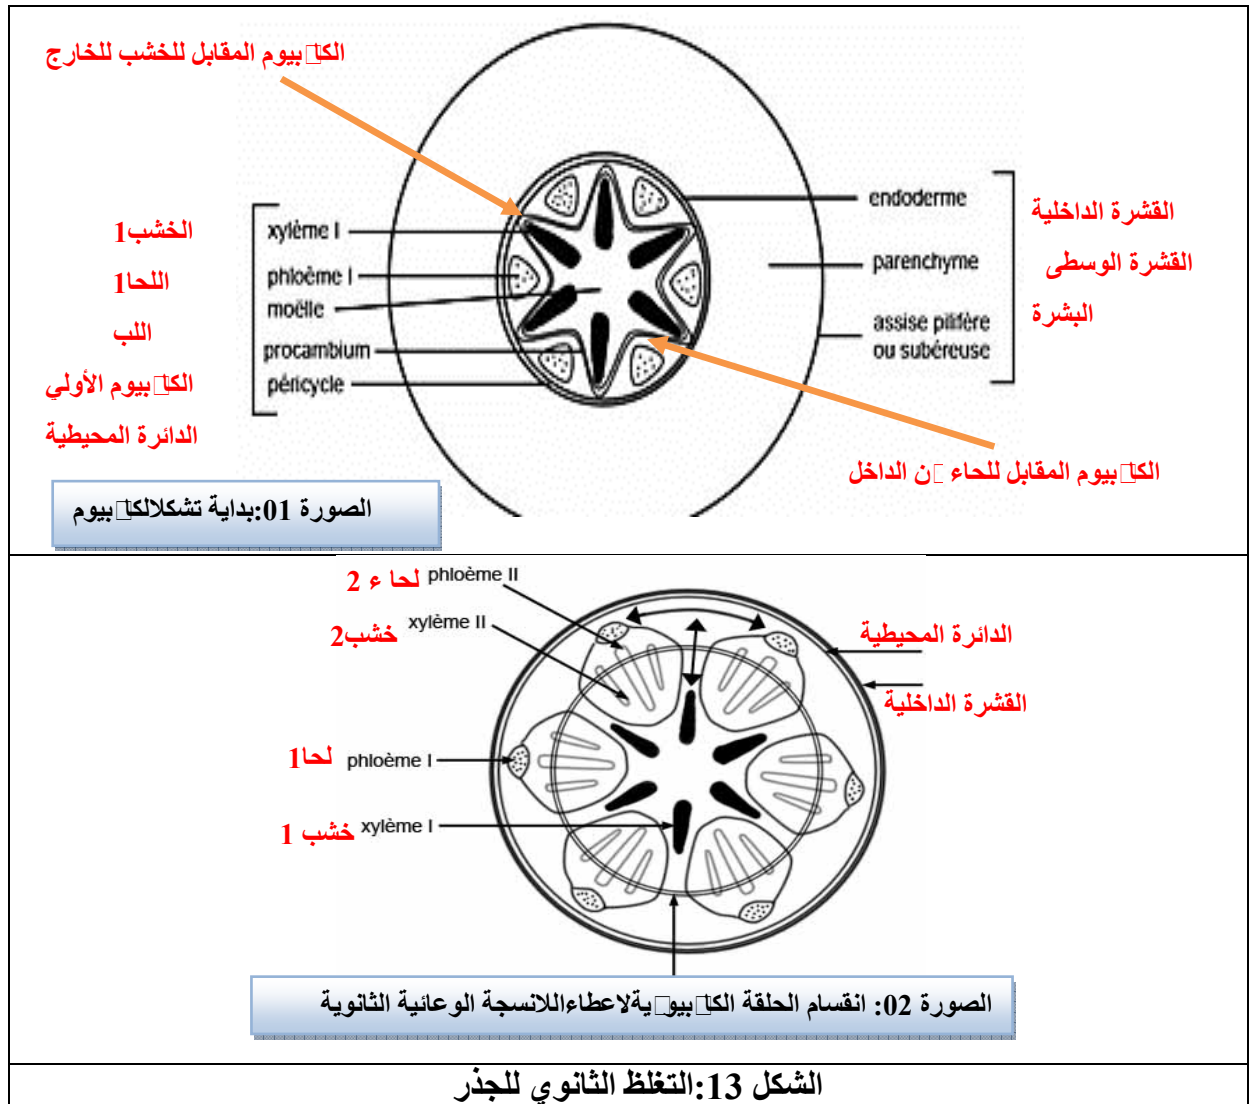 الكا□بيوم المقابل للخشب للخارج
xylème I
phloème I
moëlle
procambium
péricycle
الخشب1
اللحا1
اللب
الكا□بيوم الأولي
الدائرة المحيطية
endoderme
parenchyme
assise pilifère
ou subéreuse
القشرة الداخلية
القشرة الوسطى
البشرة
الكا□بيوم المقابل للحاء □ن الداخل
الصورة 01:بداية تشكلالكا□بيوم
لحا ء 2 phloème II
خشب2 xylème II
لحا1 phloème I
خشب 1 xylème I
الدائرة المحيطية
القشرة الداخلية
الصورة 02: انقسام الحلقة الكا□بيو□يةلاعطاءاللانسجة الوعائية الثانوية
الشكل 13:التغلظ الثانوي للجذر